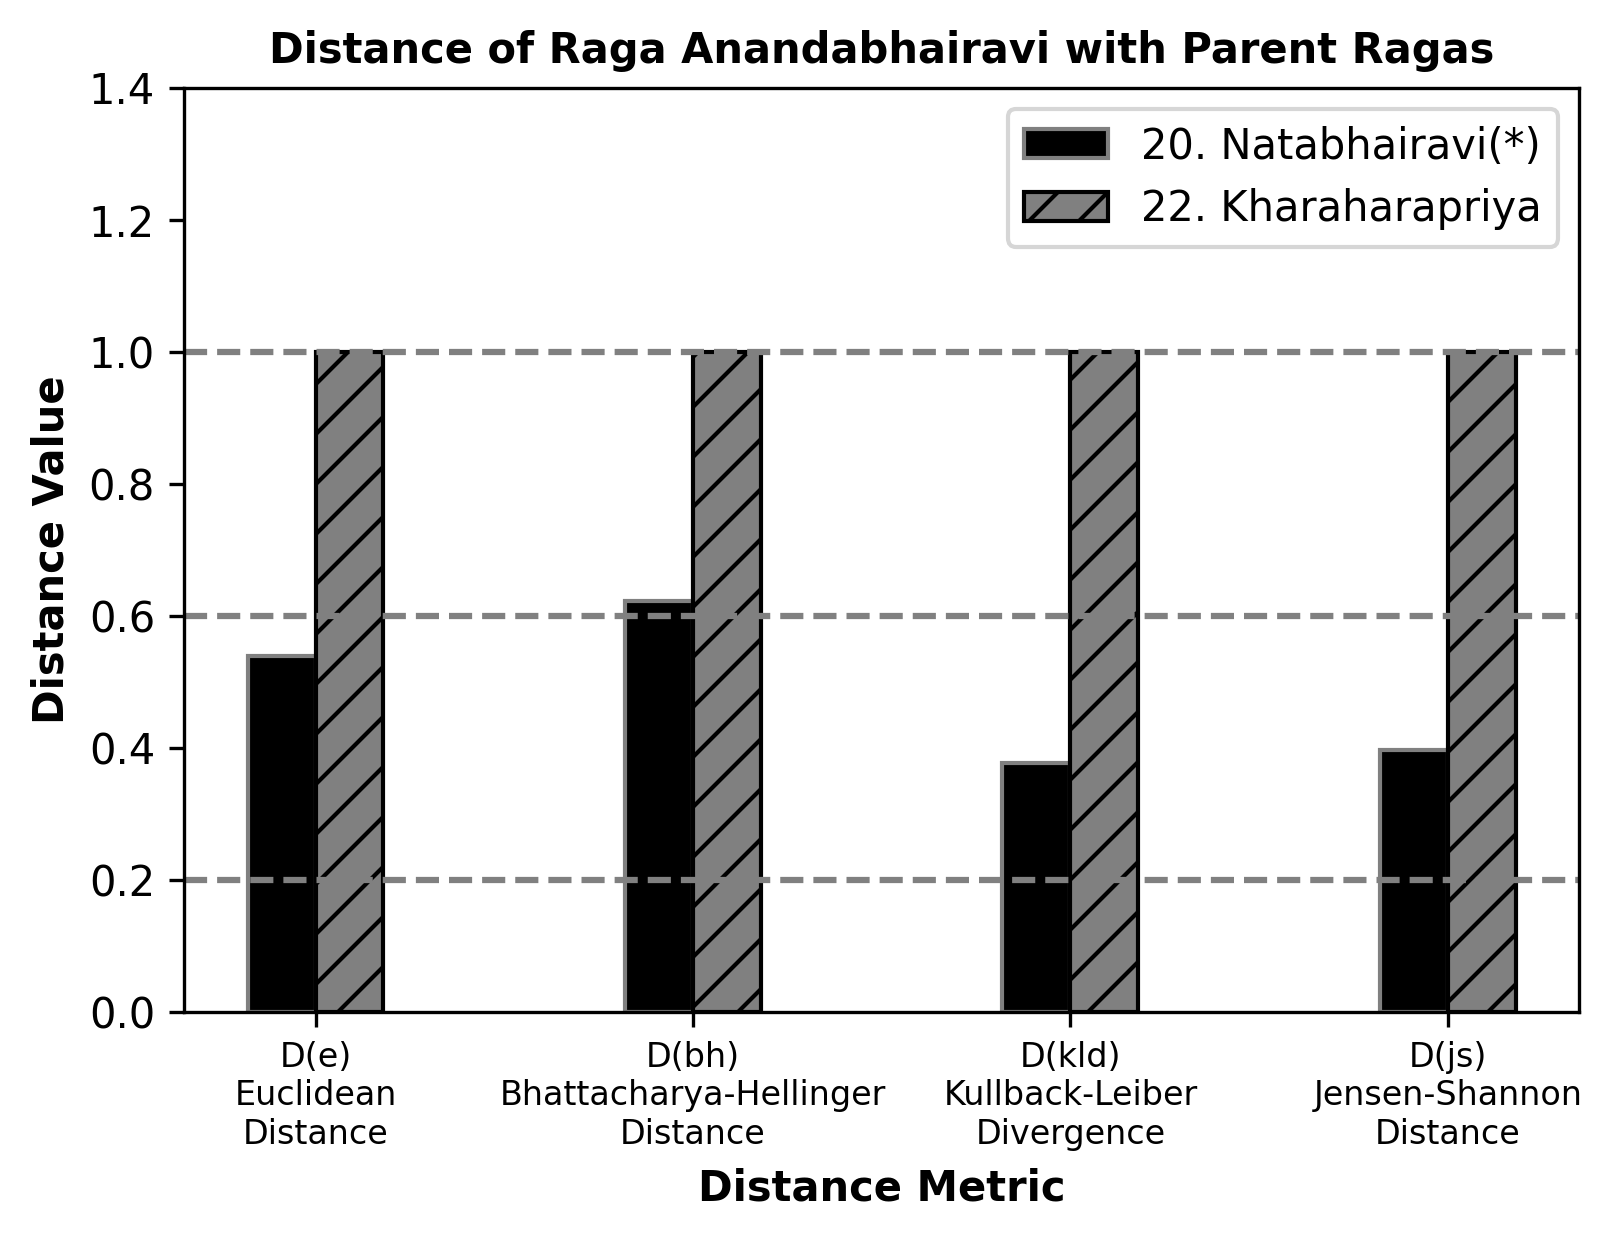 Distance of Raga Anandabhairavi with Parent Ragas
1.4
1.2
1.0
0.8
0.6
0.4
0.2
0.0
Distance Value
20. Natabhairavi(*)
22. Kharaharapriya
D(e)
Euclidean
Distance
D(bh)
Bhattacharya-Hellinger
Distance
D(kld)
Kullback-Leiber
Divergence
D(js)
Jensen-Shannon
Distance
Distance Metric